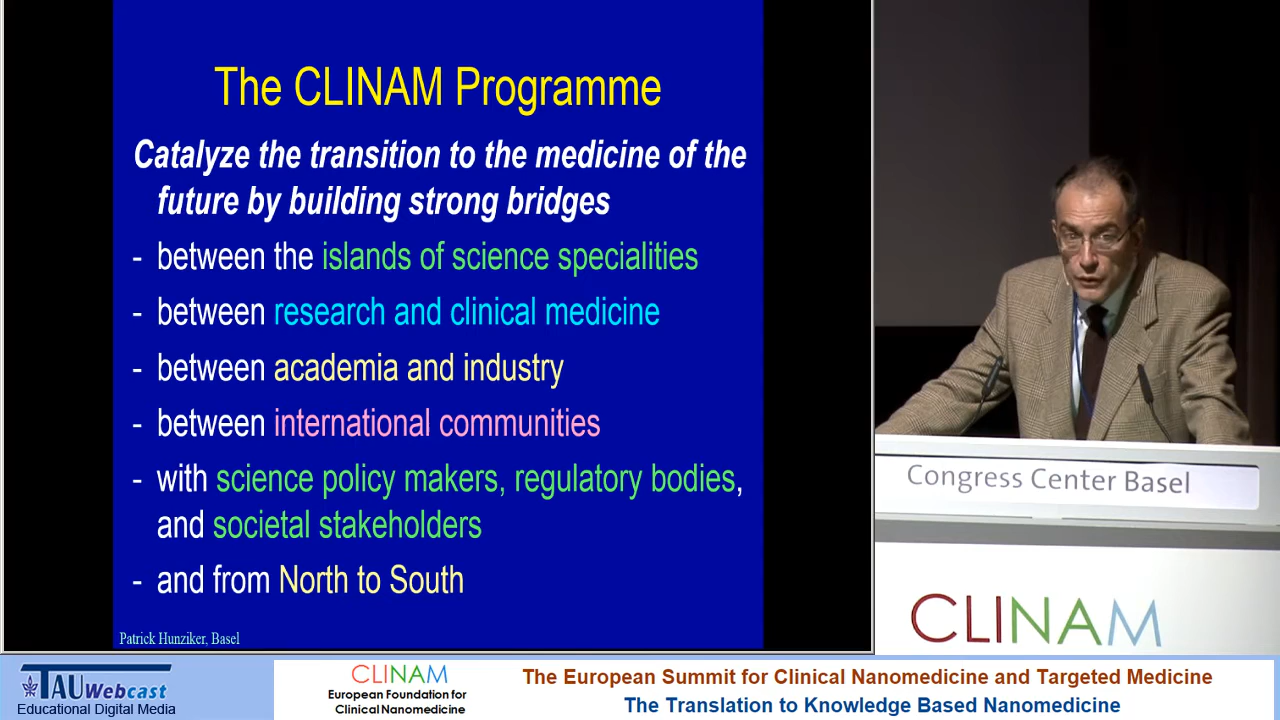 The CLINAM Programme
Catalyze the transition to the medicine of the
future by building strong bridges
- between the islands of science specialities
- between research and clinical medicine
- between academia and industry
- between international communities
- with science policy makers, regulatory bodies,
and societal stakeholders
- and from North to South
Patrick Hunziker, Basel
Congress Center Basel
CLINAM
TAU Webcast
Educational Digital Media
CLINAM
European Foundation for
Clinical Nanomedicine
The European Summit for Clinical Nanomedicine and Targeted Medicine
The Translation to Knowledge Based Nanomedicine